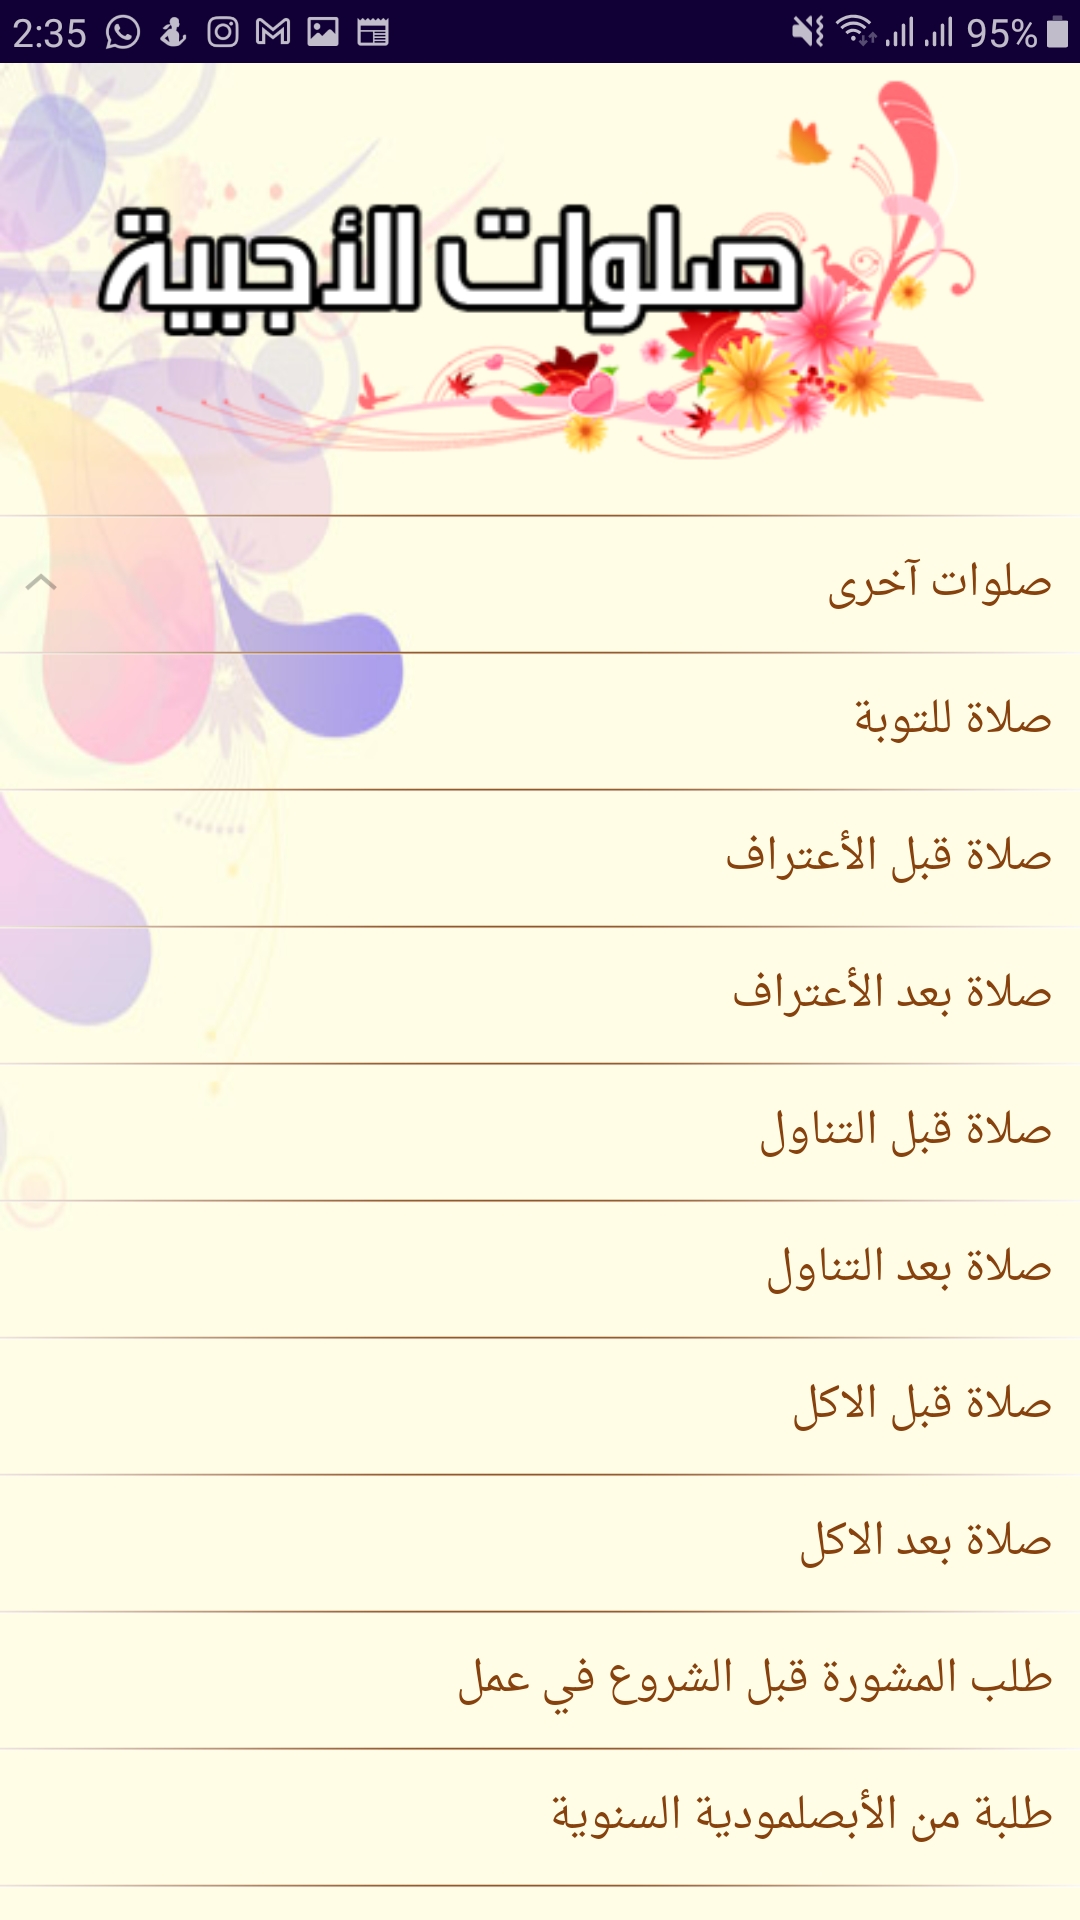 2:35
95%
صلوات الأجبية
صلوات آخرى
صلاة للتوبة
صلاة قبل الأعتراف
صلاة بعد الأعتراف
صلاة قبل التناول
صلاة بعد التناول
صلاة قبل الاكل
صلاة بعد الاكل
طلب المشورة قبل الشروع في عمل
طلبة من الأبصلمودية السنوية